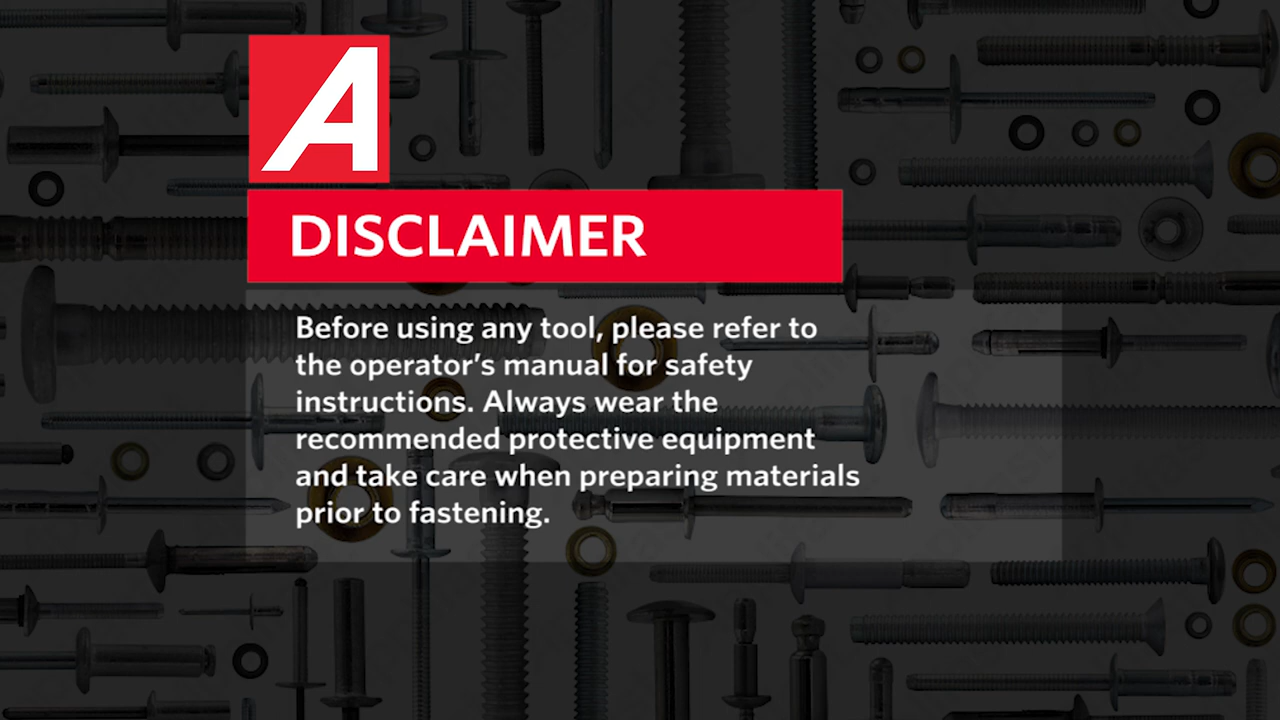 A
DISCLAIMER
Before using any tool, please refer to
the operator’s manual for safety
instructions. Always wear the
recommended protective equipment
and take care when preparing materials
prior to fastening.